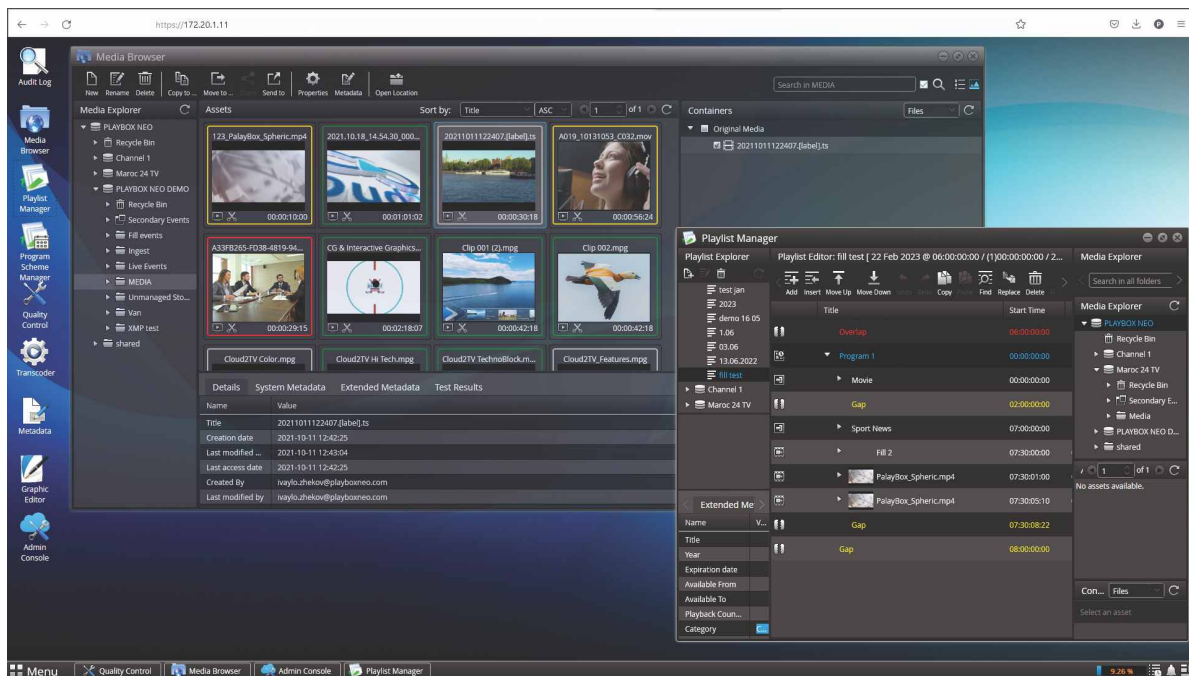 https://172.20.1.11
Audit Log
Media Browser
Playlist Manager
Program Scheme Manager
Quality Control
Transcoder
Metadata
Graphic Editor
Admin Console
Media Browser
New Rename Delete Copy to ... Move to ... Send to Properties Metadata Open Location
Search in MEDIA
Media Explorer
PLAYBOX NEO
Recycle Bin
Channel 1
Maroc 24 TV
PLAYBOX NEO DEMO
Recycle Bin
Secondary Events
Fill events
Ingest
Live Events
MEDIA
Unmanaged Sto...
Van
XMP test
shared
Assets Sort by: Title ASC 1 of 1
123_PalayBox_Spheric.mp4 2021.10.18_14.54.30_000... 20211011122407.[label].ts A019_10131053_C032.mov
00:00:10:00 00:01:01:02 00:00:30:18 00:00:56:24
A33FB265-FD38-4819-94... CG & Interactive Graphics... Clip 001 (2).mpg Clip 002.mpg
00:00:29:15 00:02:18:07 00:00:42:18 00:00:42:18
Cloud2TV Color.mpg Cloud2TV Hi Tech.mpg Cloud2TV TechnoBlock.m... Cloud2TV_Features.mpg
Details System Metadata Extended Metadata Test Results
Name Value
Title 20211011122407.[label].ts
Creation date 2021-10-11 12:42:25
Last modified ... 2021-10-11 12:43:04
Last access date 2021-10-11 12:42:25
Created By ivaylo.zhekov@playboxneo.com
Last modified by ivaylo.zhekov@playboxneo.com
Containers Files
Original Media
20211011122407.[label].ts
Playlist Manager
Playlist Explorer
test jan
2023
demo 16 05
1.06
03.06
13.06.2022
fill test
Channel 1
Maroc 24 TV
Extended Me
Name V...
Title
Year
Expiration date
Available From
Available To
Playback Coun...
Category C...
Playlist Editor: fill test [ 22 Feb 2023 @ 06:00:00:00 / (1)00:00:00:00 / 2...
Add Insert Move Up Move Down Copy Find Replace Delete
Title Start Time
Overlap 06:00:00:00
Program 1 00:00:00:00
Movie 00:00:00:00
Gap 02:00:00:00
Sport News 07:00:00:00
Fill 2 07:30:00:00
PalayBox_Spheric.mp4 07:30:01:00
PalayBox_Spheric.mp4 07:30:05:10
Gap 07:30:08:22
Gap 08:00:00:00
Media Explorer
Search in all folders
Media Explorer
PLAYBOX NEO
Recycle Bin
Channel 1
Maroc 24 TV
Recycle Bin
Secondary E...
Media
PLAYBOX NEO D...
shared
1 of 1
No assets available.
Con... Files
Select an asset
Menu Quality Control Media Browser Admin Console Playlist Manager 9.26 %